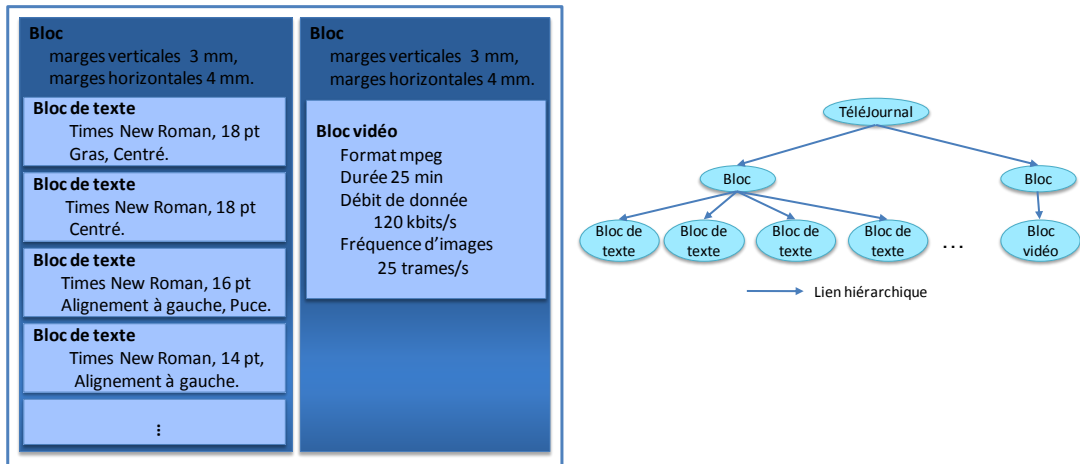 Bloc
marges verticales 3 mm,
marges horizontales 4 mm.
Bloc de texte
Times New Roman, 18 pt
Gras, Centré.
Bloc de texte
Times New Roman, 18 pt
Centré.
Bloc de texte
Times New Roman, 16 pt
Alignement à gauche, Puce.
Bloc de texte
Times New Roman, 14 pt,
Alignement à gauche.
⋮
Bloc
marges verticales 3 mm,
marges horizontales 4 mm.
Bloc vidéo
Format mpeg
Durée 25 min
Débit de donnée
120 kbits/s
Fréquence d'images
25 trames/s
TéléJournal
Bloc
Bloc
Bloc de
texte
Bloc de
texte
Bloc de
texte
Bloc de
texte
...
Bloc
vidéo
Lien hiérarchique